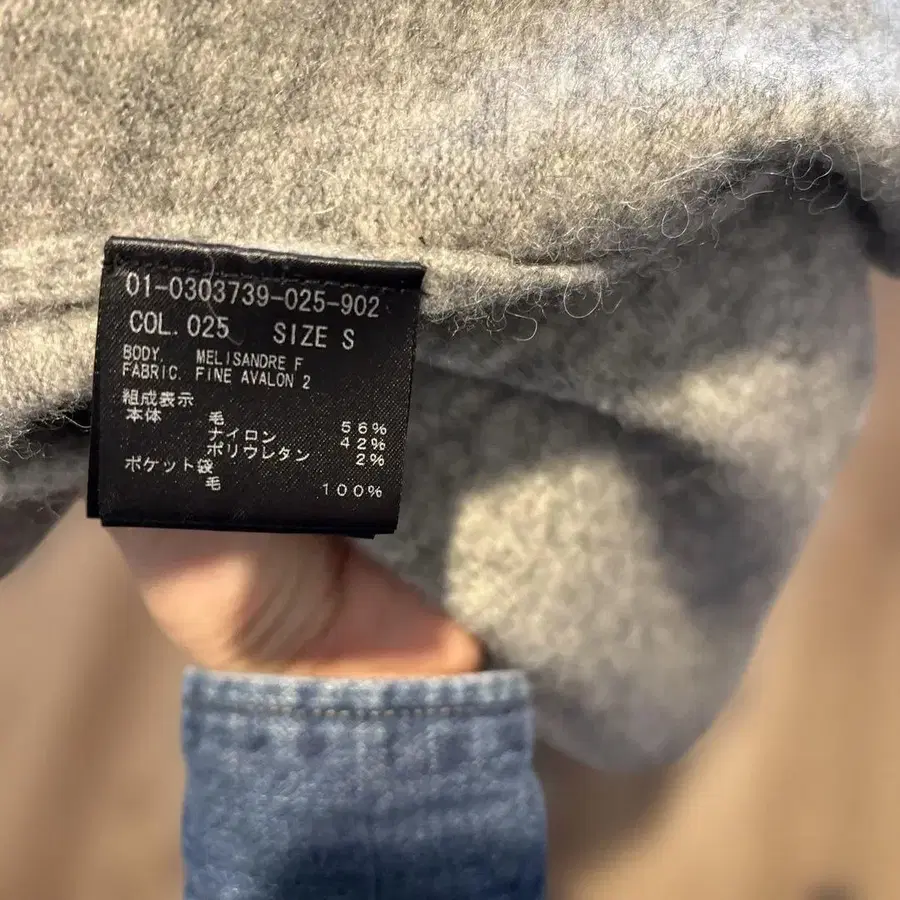 01-0303739-025-902
COL. 025 SIZE S
BODY. MELISANDRE F
FABRIC. FINE AVALON 2
組成表示
本体 毛 56%
ナイロン 42%
ポリウレタン 2%
ポケット袋
毛 100%